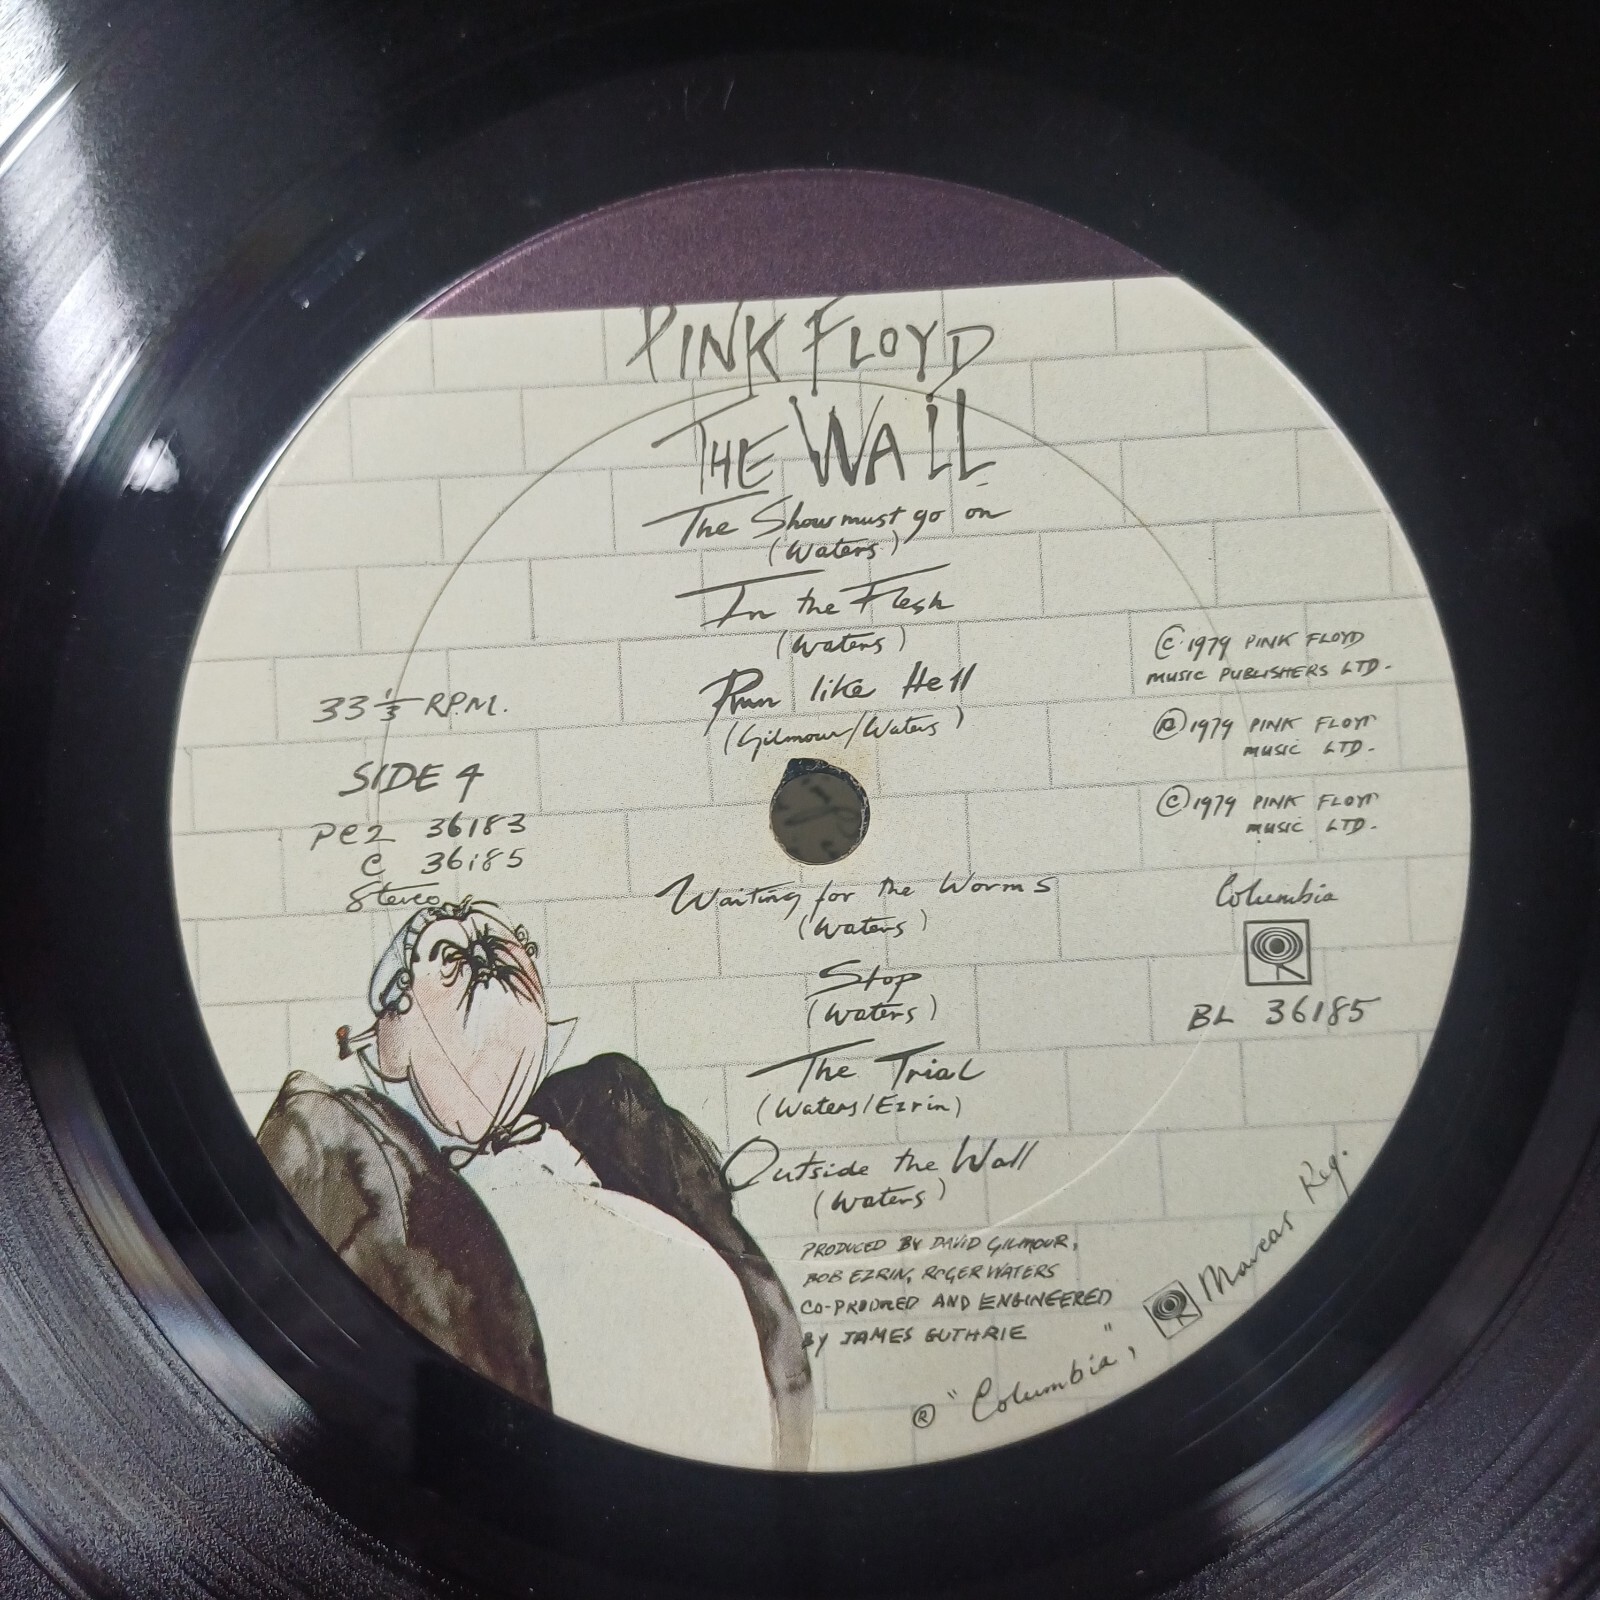 PINK FLOYD
THE WALL
The Show must go on
(Waters)
In the Flesh
(Waters)
Run like Hell
(Gilmour/Waters)
33 1/3 R.P.M.
SIDE 4
PC2 36183
C 36185
Stereo
© 1979 PINK FLOYD
MUSIC PUBLISHERS LTD.
Ⓡ 1979 PINK FLOYD
MUSIC LTD.
© 1979 PINK FLOYD
MUSIC LTD.
Columbia
BL 36185
Waiting for the Worms
(Waters)
Stop
(Waters)
The Trial
(Waters/Ezrin)
Outside the Wall
(Waters)
PRODUCED BY DAVID GILMOUR,
BOB EZRIN, ROGER WATERS
CO-PRODUCED AND ENGINEERED
BY JAMES GUTHRIE
® "Columbia", Marcas Reg.